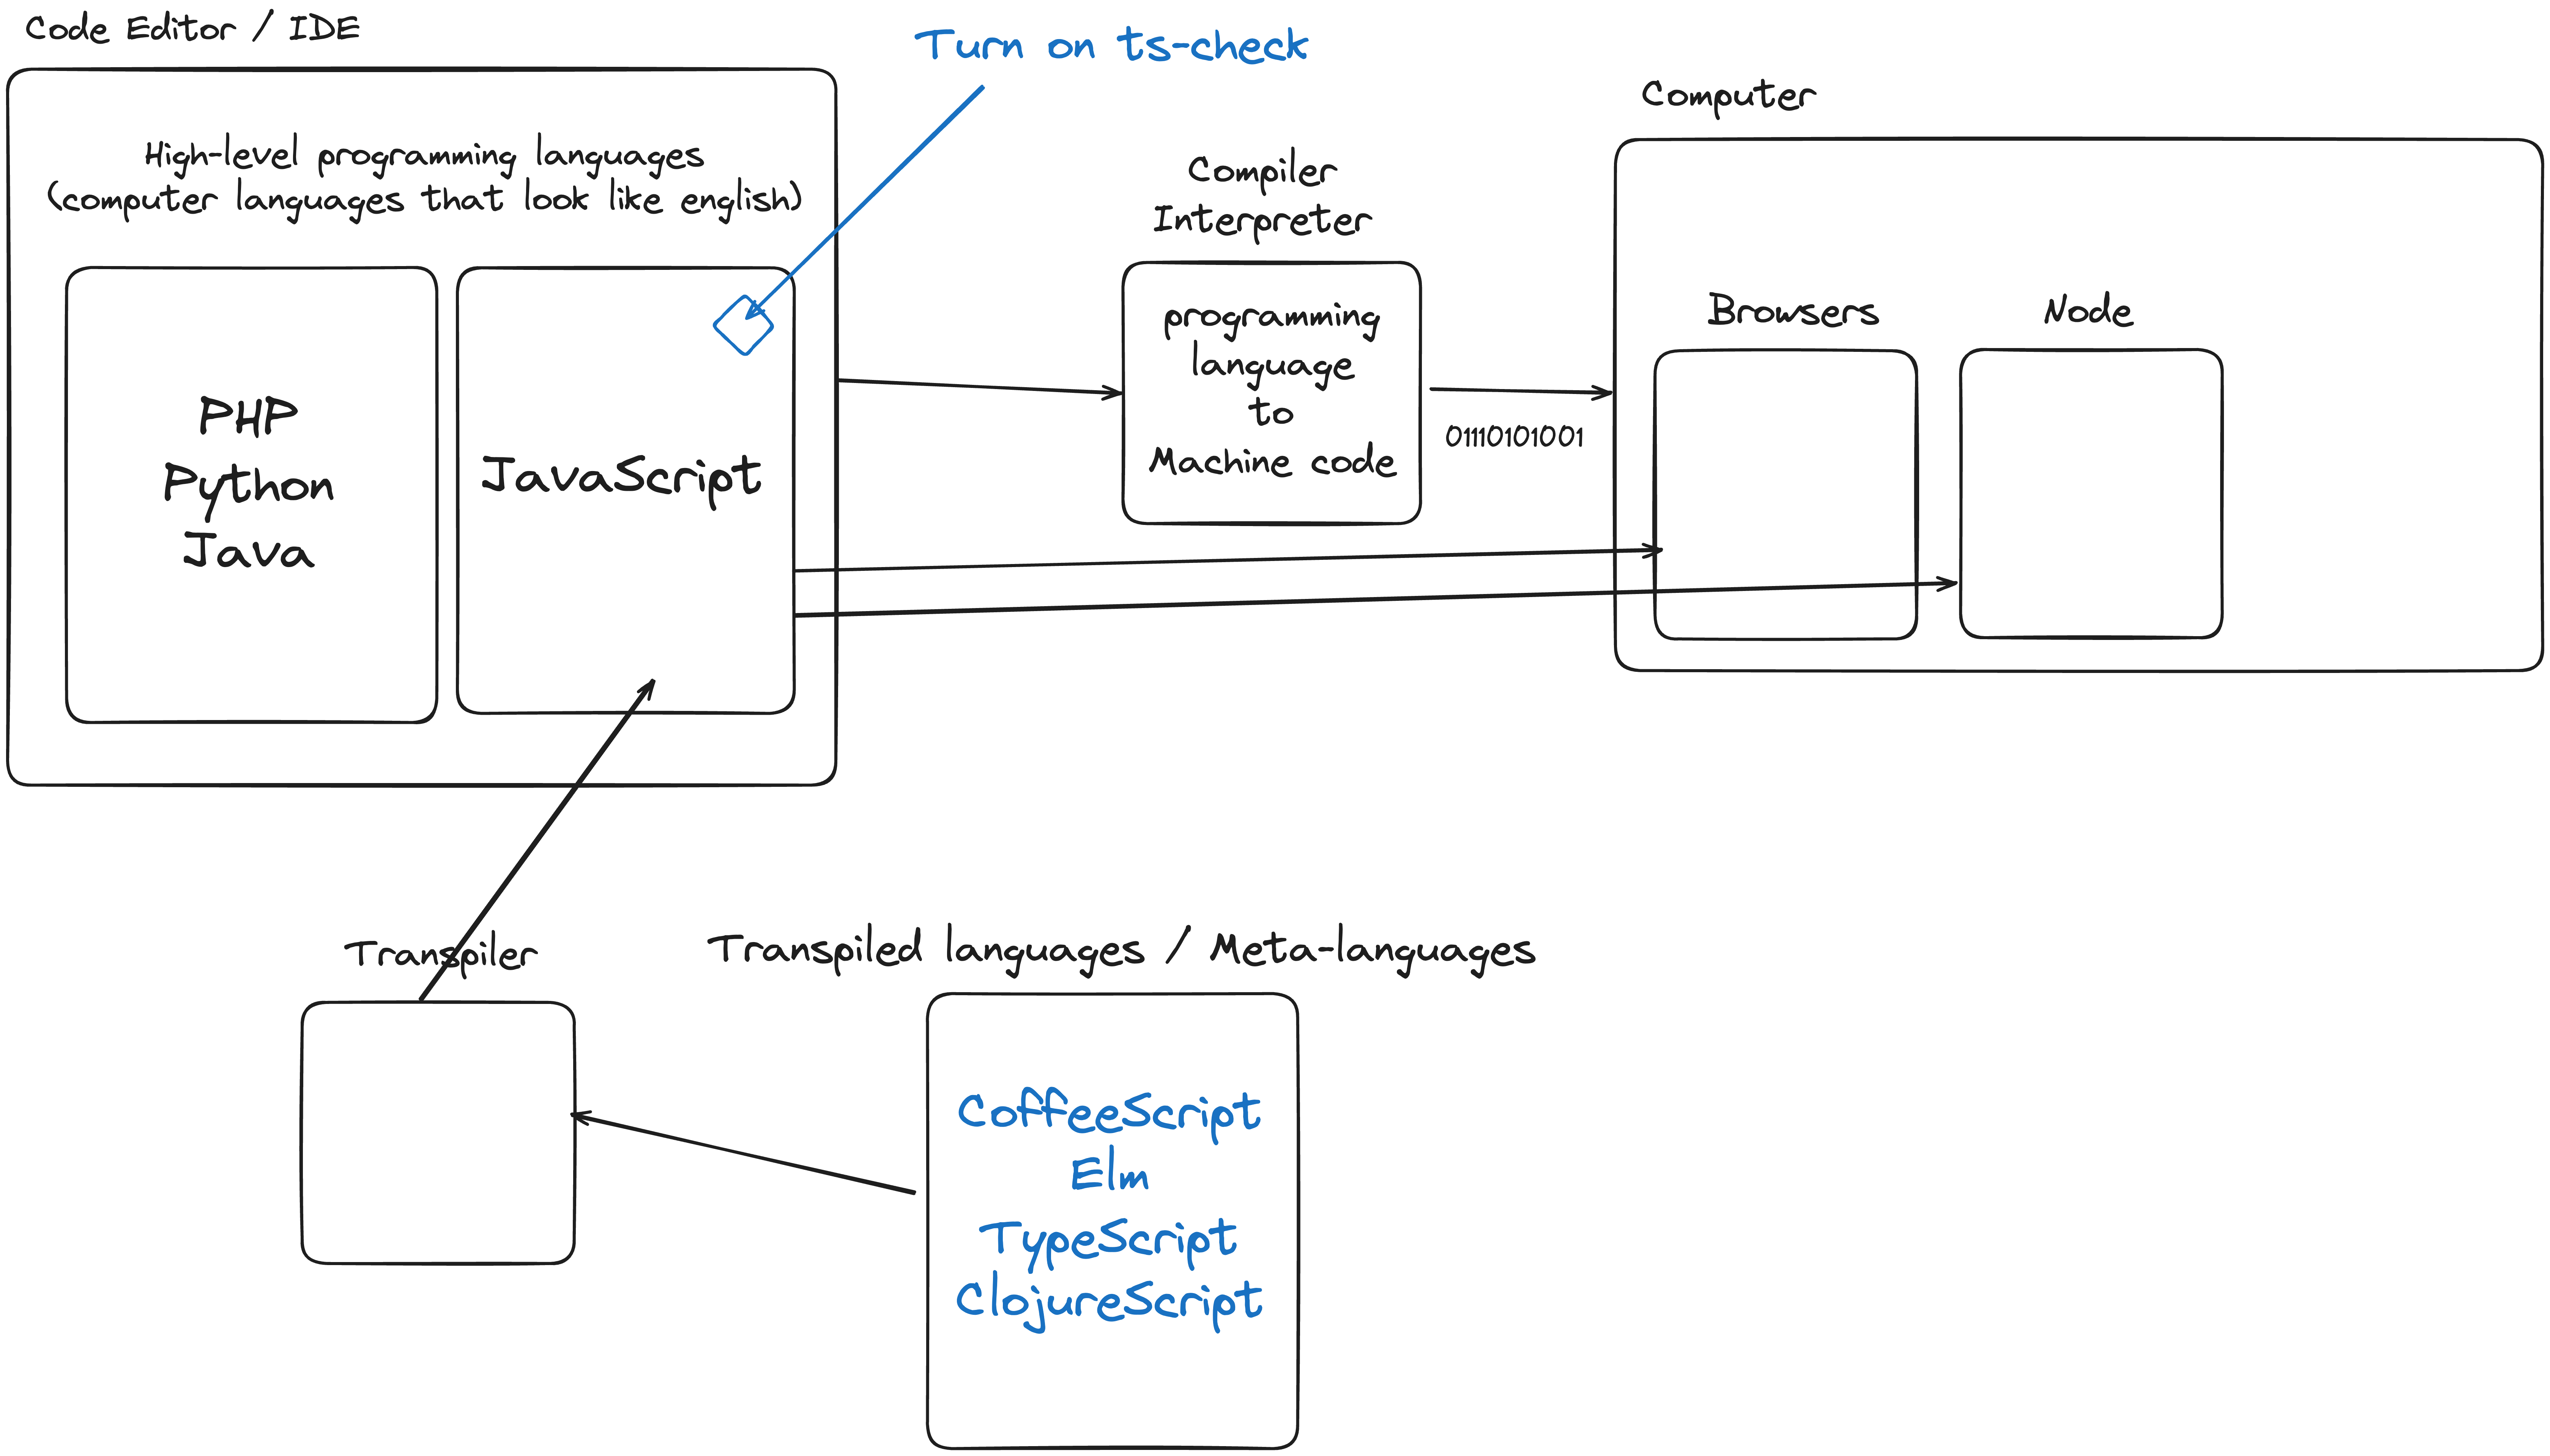 Code Editor / IDE
Turn on ts-check
Computer
High-level programming languages
(computer languages that look like english)
Compiler
Interpreter
PHP
Python
Java
JavaScript
programming
language
to
Machine code
01110101001
Browsers
Node
Transpiler
Transpiled languages / Meta-languages
CoffeeScript
Elm
TypeScript
ClojureScript